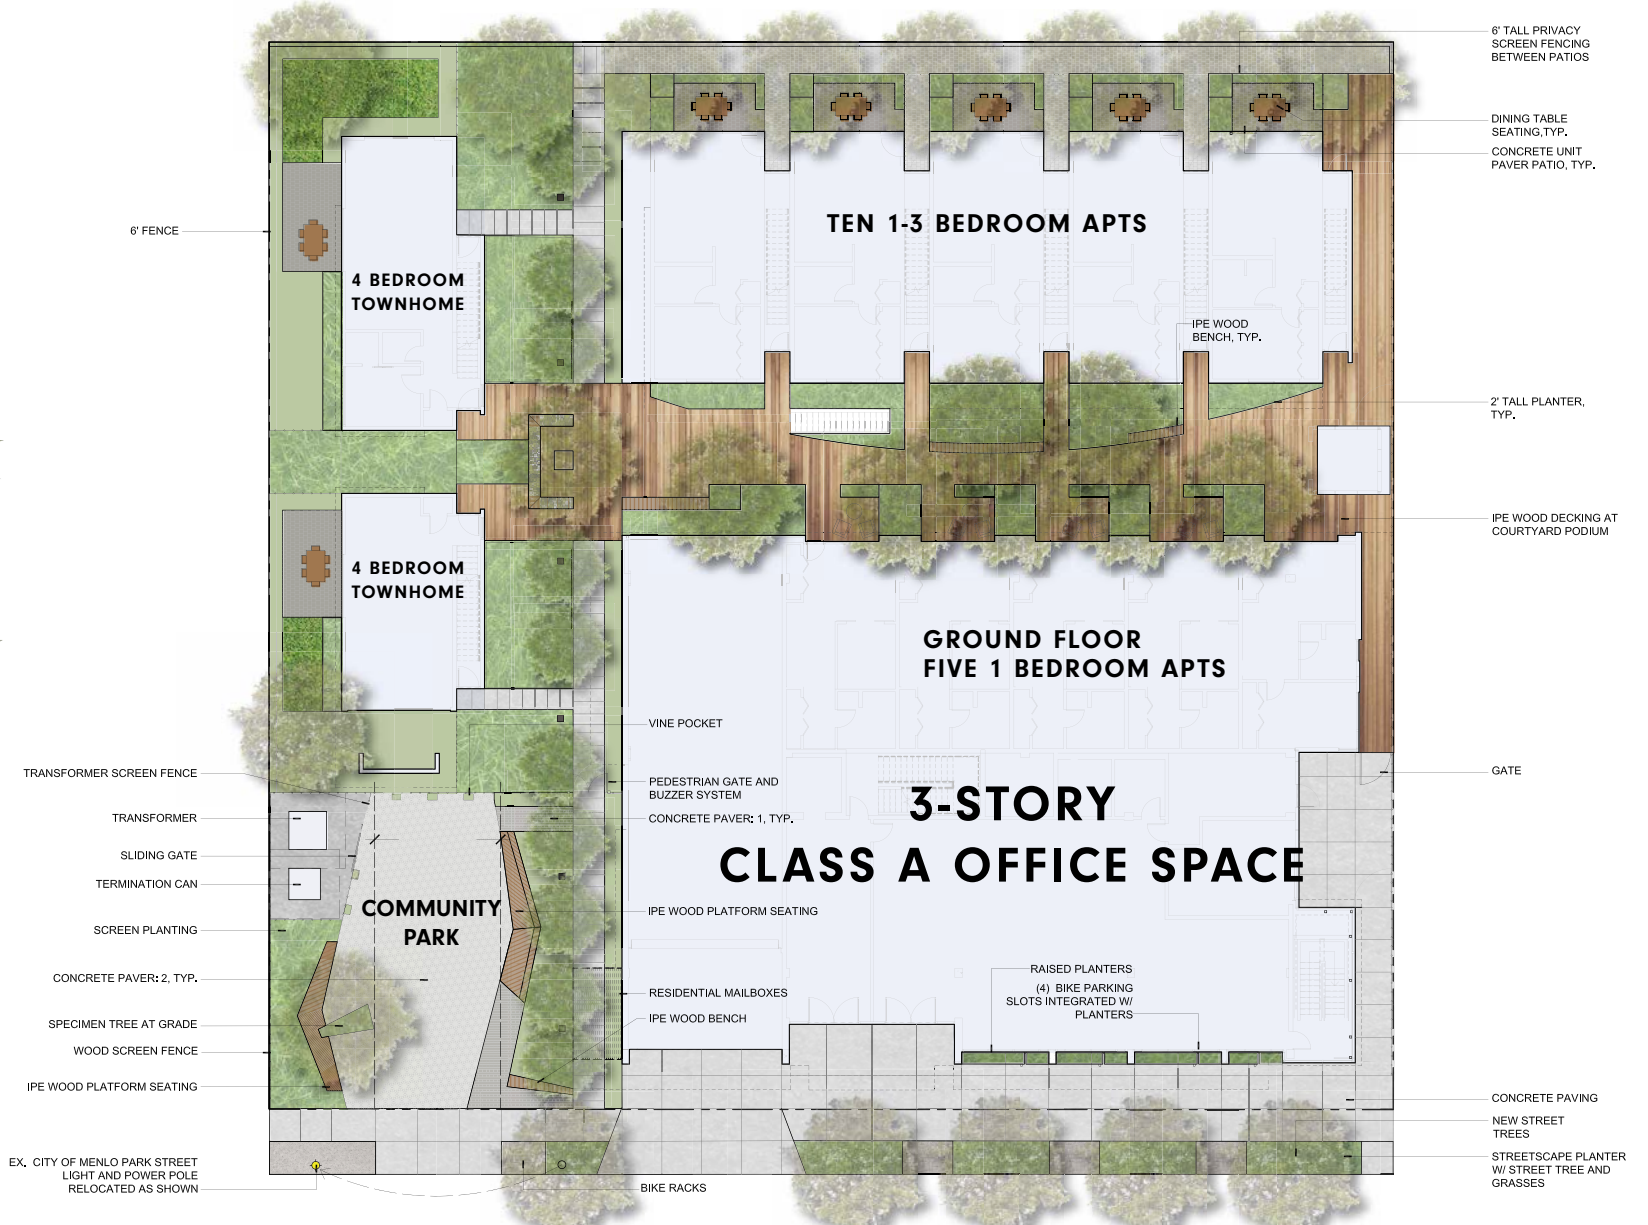 6' TALL PRIVACY
SCREEN FENCING
BETWEEN PATIOS
DINING TABLE
SEATING,TYP.
CONCRETE UNIT
PAVER PATIO, TYP.
6' FENCE
TEN 1-3 BEDROOM APTS
4 BEDROOM
TOWNHOME
IPE WOOD
BENCH, TYP.
2' TALL PLANTER,
TYP.
IPE WOOD DECKING AT
COURTYARD PODIUM
4 BEDROOM
TOWNHOME
GROUND FLOOR
FIVE 1 BEDROOM APTS
VINE POCKET
TRANSFORMER SCREEN FENCE
PEDESTRIAN GATE AND
BUZZER SYSTEM
GATE
3-STORY
CLASS A OFFICE SPACE
TRANSFORMER
CONCRETE PAVER: 1, TYP.
SLIDING GATE
TERMINATION CAN
COMMUNITY
PARK
IPE WOOD PLATFORM SEATING
SCREEN PLANTING
CONCRETE PAVER: 2, TYP.
RAISED PLANTERS
(4) BIKE PARKING
SLOTS INTEGRATED W/
PLANTERS
RESIDENTIAL MAILBOXES
IPE WOOD BENCH
SPECIMEN TREE AT GRADE
WOOD SCREEN FENCE
IPE WOOD PLATFORM SEATING
CONCRETE PAVING
NEW STREET
TREES
STREETSCAPE PLANTER
W/ STREET TREE AND
GRASSES
EX. CITY OF MENLO PARK STREET
LIGHT AND POWER POLE
RELOCATED AS SHOWN
BIKE RACKS